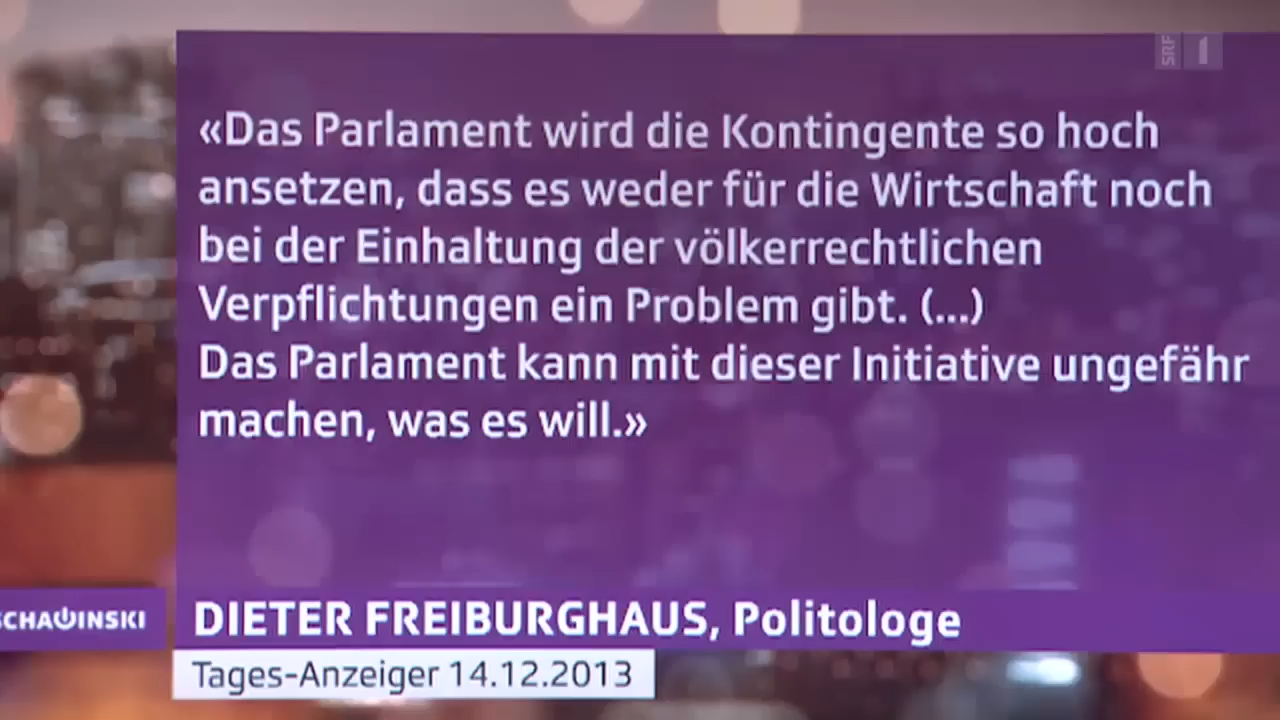 SRF 1
«Das Parlament wird die Kontingente so hoch
ansetzen, dass es weder für die Wirtschaft noch
bei der Einhaltung der völkerrechtlichen
Verpflichtungen ein Problem gibt. (...)
Das Parlament kann mit dieser Initiative ungefähr
machen, was es will.»
SCHAWINSKI
DIETER FREIBURGHAUS, Politologe
Tages-Anzeiger 14.12.2013